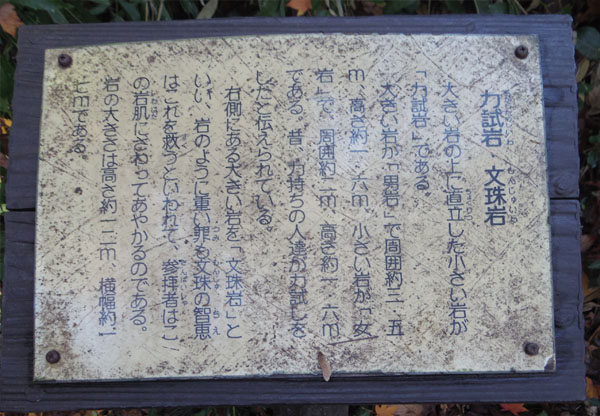 力試岩　文珠岩
大きい岩の上に直立した小さい岩が
「力試岩」である。
大きい岩が「男岩」で周囲約三・五
m、高さ約一・六m、小さい岩が「女
岩」で、周囲約二m、高さ約一・六m
である。昔、力持ちの人達が力試しを
したと伝えられている。
右側にある大きい岩を「文珠岩」と
いい、岩のように重い罪も文珠の智恵
はこれを救うといわれて、参拝者はこ
の岩肌にさわってあやかるのである。
岩の大きさは高さ約一二m、横幅約一
七mである。